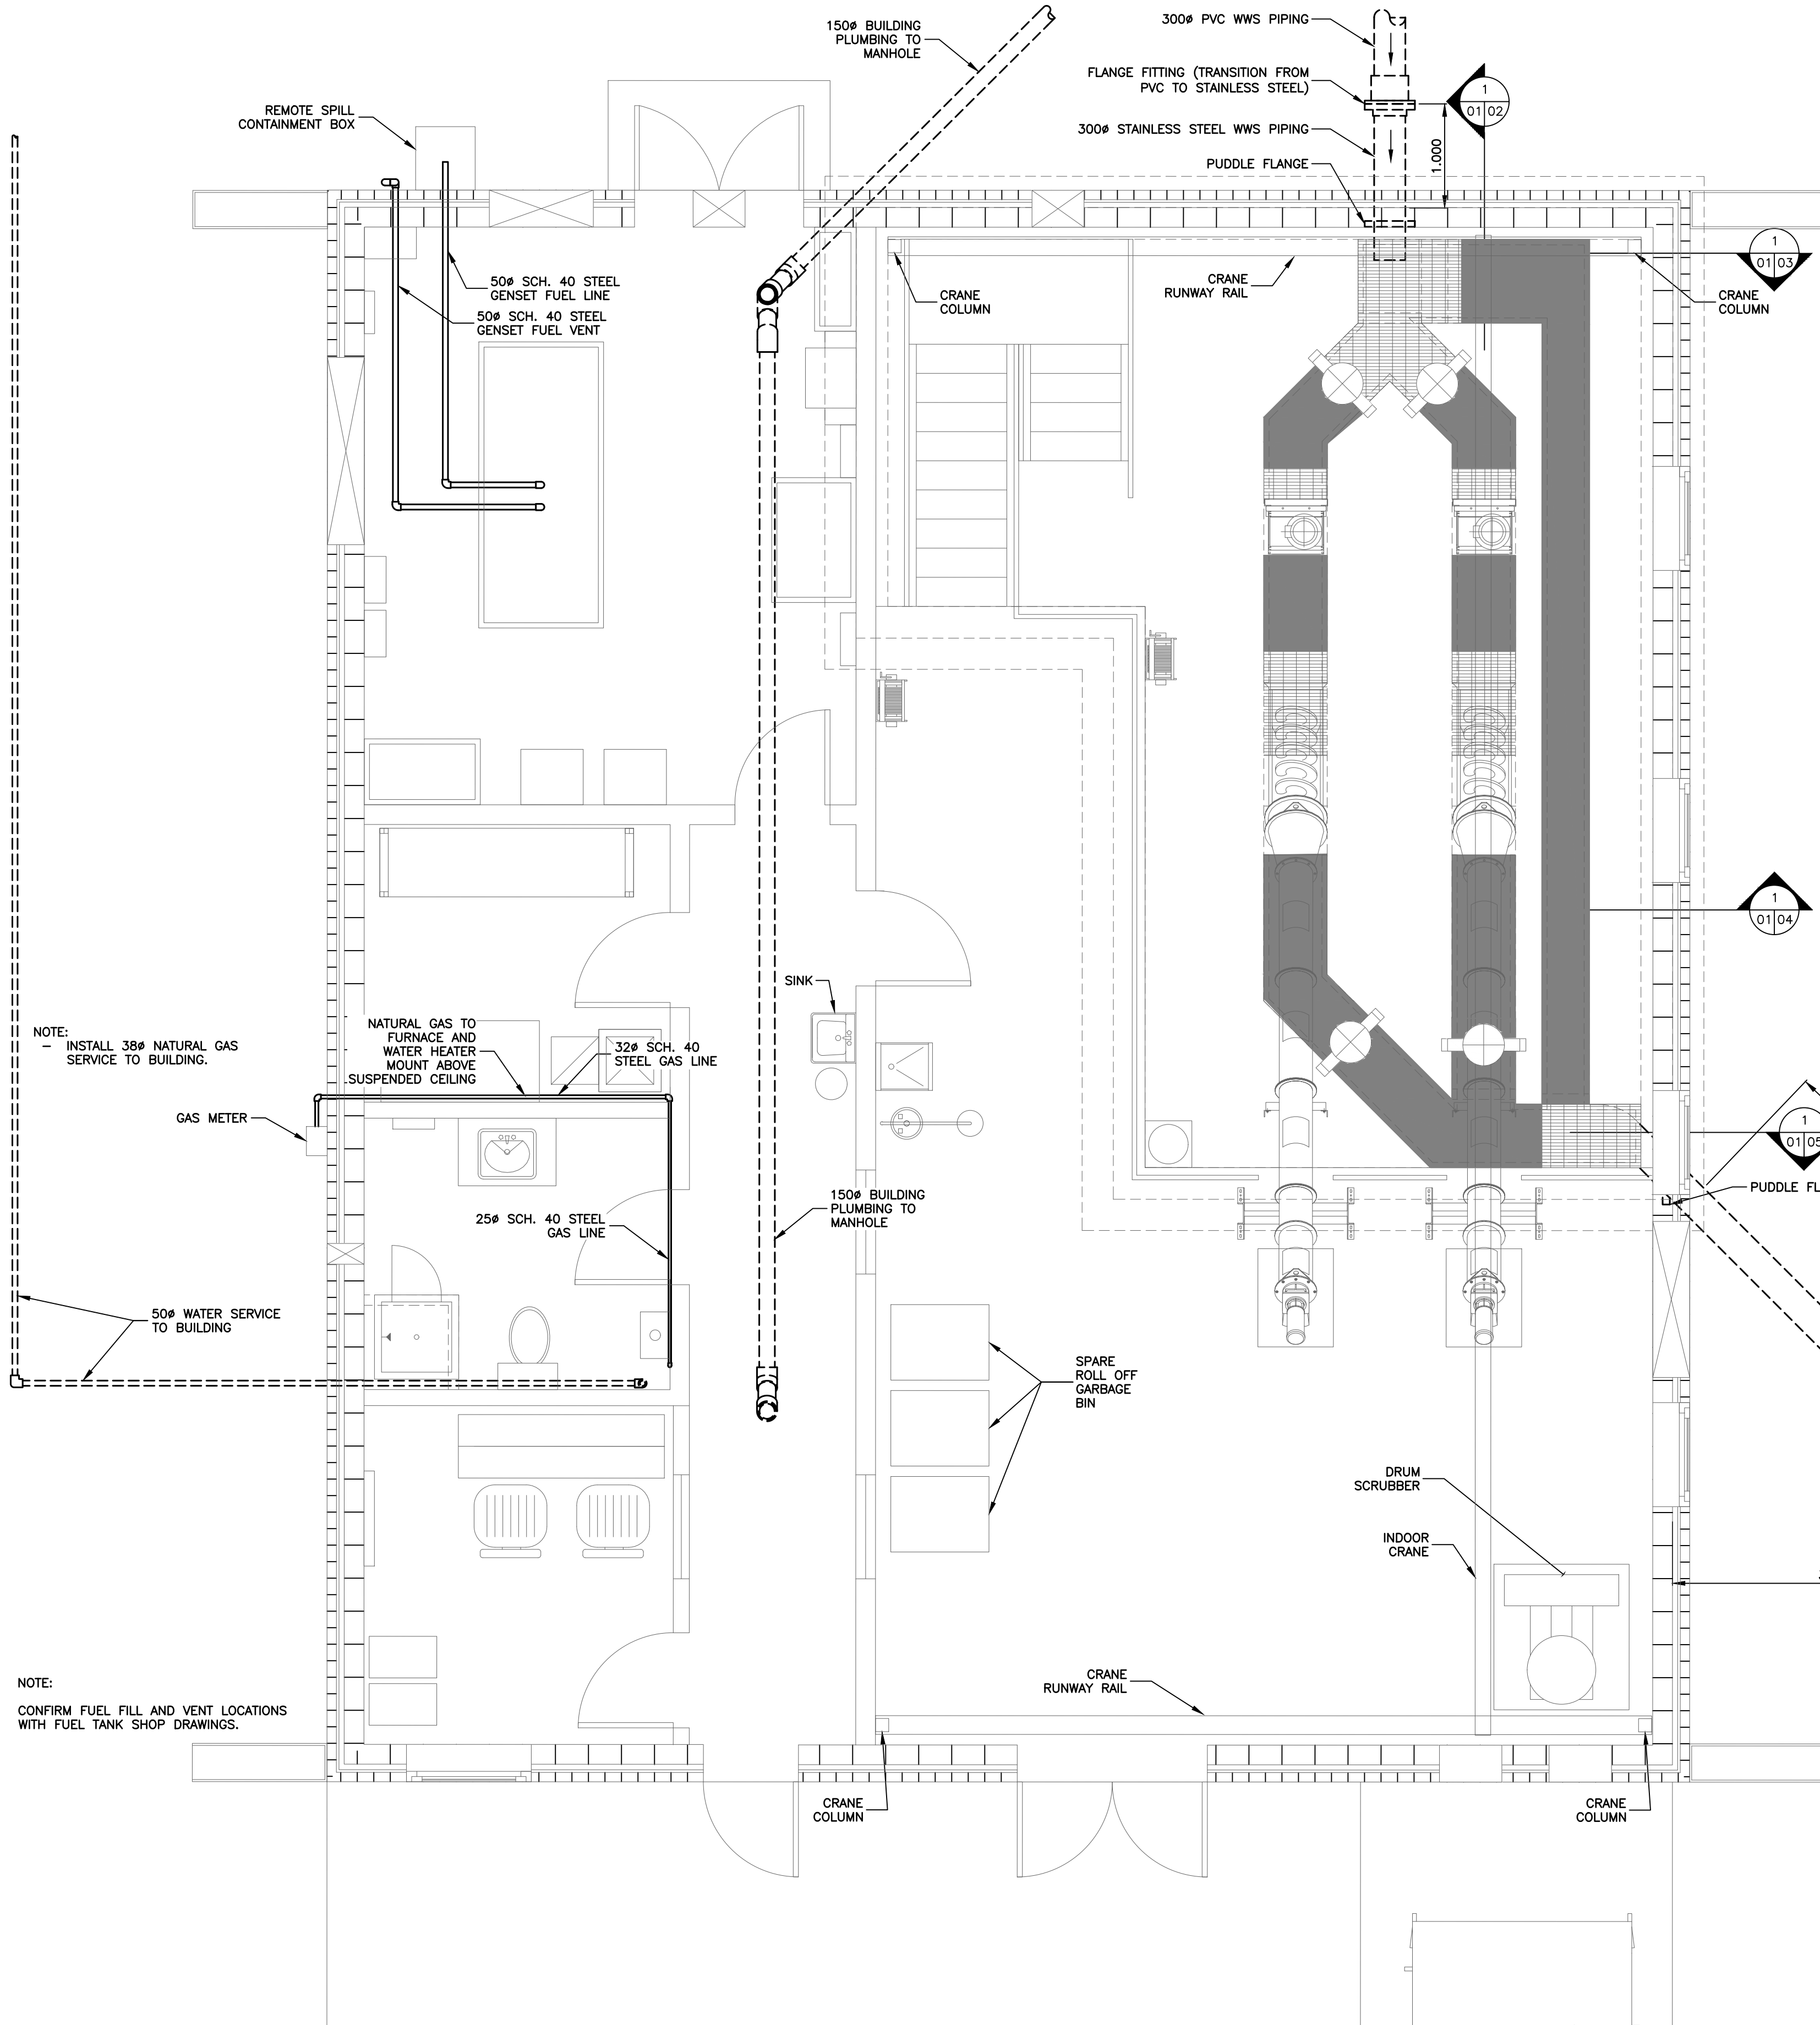 150ø BUILDING
PLUMBING TO
MANHOLE
300ø PVC WWS PIPING
FLANGE FITTING (TRANSITION FROM
PVC TO STAINLESS STEEL)
1
01 02
REMOTE SPILL
CONTAINMENT BOX
300ø STAINLESS STEEL WWS PIPING
PUDDLE FLANGE
1.000
1
01 03
50ø SCH. 40 STEEL
GENSET FUEL LINE
50ø SCH. 40 STEEL
GENSET FUEL VENT
CRANE
COLUMN
CRANE
RUNWAY RAIL
CRANE
COLUMN
1
01 04
SINK
NOTE:
– INSTALL 38ø NATURAL GAS
SERVICE TO BUILDING.
NATURAL GAS TO
FURNACE AND
WATER HEATER
MOUNT ABOVE
SUSPENDED CEILING
32ø SCH. 40
STEEL GAS LINE
GAS METER
1
01 05
PUDDLE FL
150ø BUILDING
PLUMBING TO
MANHOLE
25ø SCH. 40 STEEL
GAS LINE
50ø WATER SERVICE
TO BUILDING
SPARE
ROLL OFF
GARBAGE
BIN
DRUM
SCRUBBER
INDOOR
CRANE
NOTE:
CONFIRM FUEL FILL AND VENT LOCATIONS
WITH FUEL TANK SHOP DRAWINGS.
CRANE
RUNWAY RAIL
CRANE
COLUMN
CRANE
COLUMN